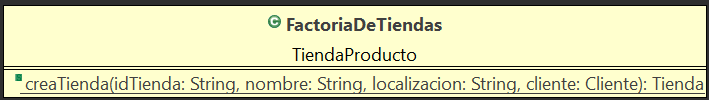 FactoriaDeTiendas
TiendaProducto
creaTienda(idTienda: String, nombre: String, localizacion: String, cliente: Cliente): Tienda